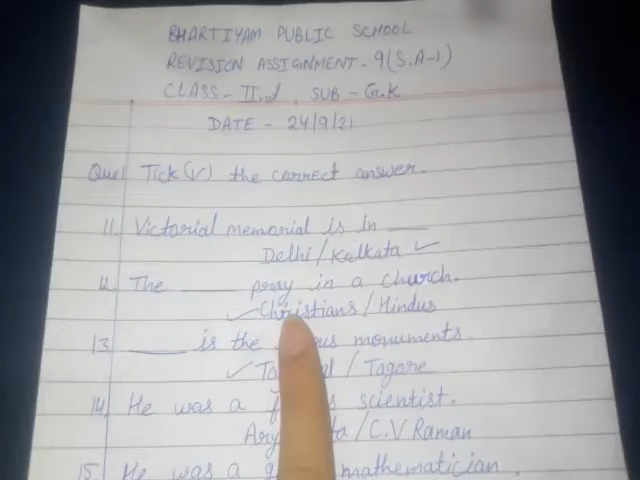 BHARTIYAM PUBLIC SCHOOL
REVISION ASSIGNMENT - 9 (S.A-1)
CLASS - IInd, SUB - G.K
DATE - 24/9/21
Que1 Tick(✓) the correct answer.
11. Victorial memorial is in ____
Delhi/Kolkata ✓
12. The ____ pray in a church.
✓ Christians / Hindus
13. ____ is the monuments.
✓ / Tagore
14. He was a scientist.
/ C.V Raman
15. He was a mathematician.